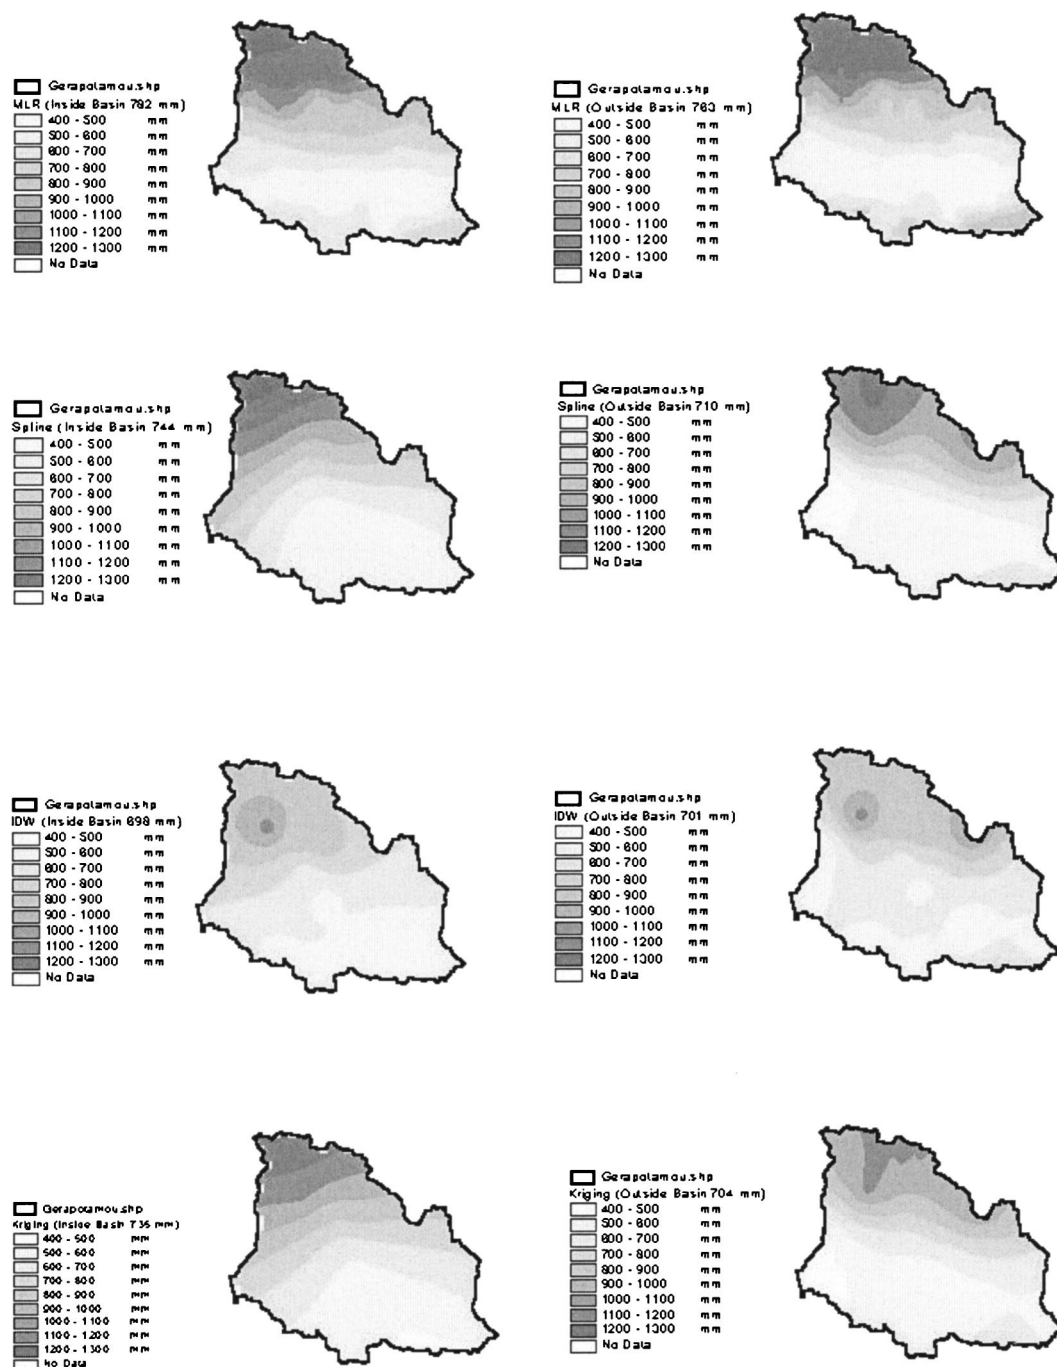 Gerapotamou.shp
MLR (Inside Basin 782 mm)
400 - 500 mm
500 - 600 mm
600 - 700 mm
700 - 800 mm
800 - 900 mm
900 - 1000 mm
1000 - 1100 mm
1100 - 1200 mm
1200 - 1300 mm
No Data
Gerapotamou.shp
MLR (Outside Basin 763 mm)
400 - 500 mm
500 - 600 mm
600 - 700 mm
700 - 800 mm
800 - 900 mm
900 - 1000 mm
1000 - 1100 mm
1100 - 1200 mm
1200 - 1300 mm
No Data
Gerapotamou.shp
Spline (Inside Basin 744 mm)
400 - 500 mm
500 - 600 mm
600 - 700 mm
700 - 800 mm
800 - 900 mm
900 - 1000 mm
1000 - 1100 mm
1100 - 1200 mm
1200 - 1300 mm
No Data
Gerapotamou.shp
Spline (Outside Basin 710 mm)
400 - 500 mm
500 - 600 mm
600 - 700 mm
700 - 800 mm
800 - 900 mm
900 - 1000 mm
1000 - 1100 mm
1100 - 1200 mm
1200 - 1300 mm
No Data
Gerapotamou.shp
IDW (Inside Basin 698 mm)
400 - 500 mm
500 - 600 mm
600 - 700 mm
700 - 800 mm
800 - 900 mm
900 - 1000 mm
1000 - 1100 mm
1100 - 1200 mm
1200 - 1300 mm
No Data
Gerapotamou.shp
IDW (Outside Basin 701 mm)
400 - 500 mm
500 - 600 mm
600 - 700 mm
700 - 800 mm
800 - 900 mm
900 - 1000 mm
1000 - 1100 mm
1100 - 1200 mm
1200 - 1300 mm
No Data
Gerapotamou.shp
Kriging (Inside Basin 736 mm)
400 - 500 mm
500 - 600 mm
600 - 700 mm
700 - 800 mm
800 - 900 mm
900 - 1000 mm
1000 - 1100 mm
1100 - 1200 mm
1200 - 1300 mm
No Data
Gerapotamou.shp
Kriging (Outside Basin 704 mm)
400 - 500 mm
500 - 600 mm
600 - 700 mm
700 - 800 mm
800 - 900 mm
900 - 1000 mm
1000 - 1100 mm
1100 - 1200 mm
1200 - 1300 mm
No Data